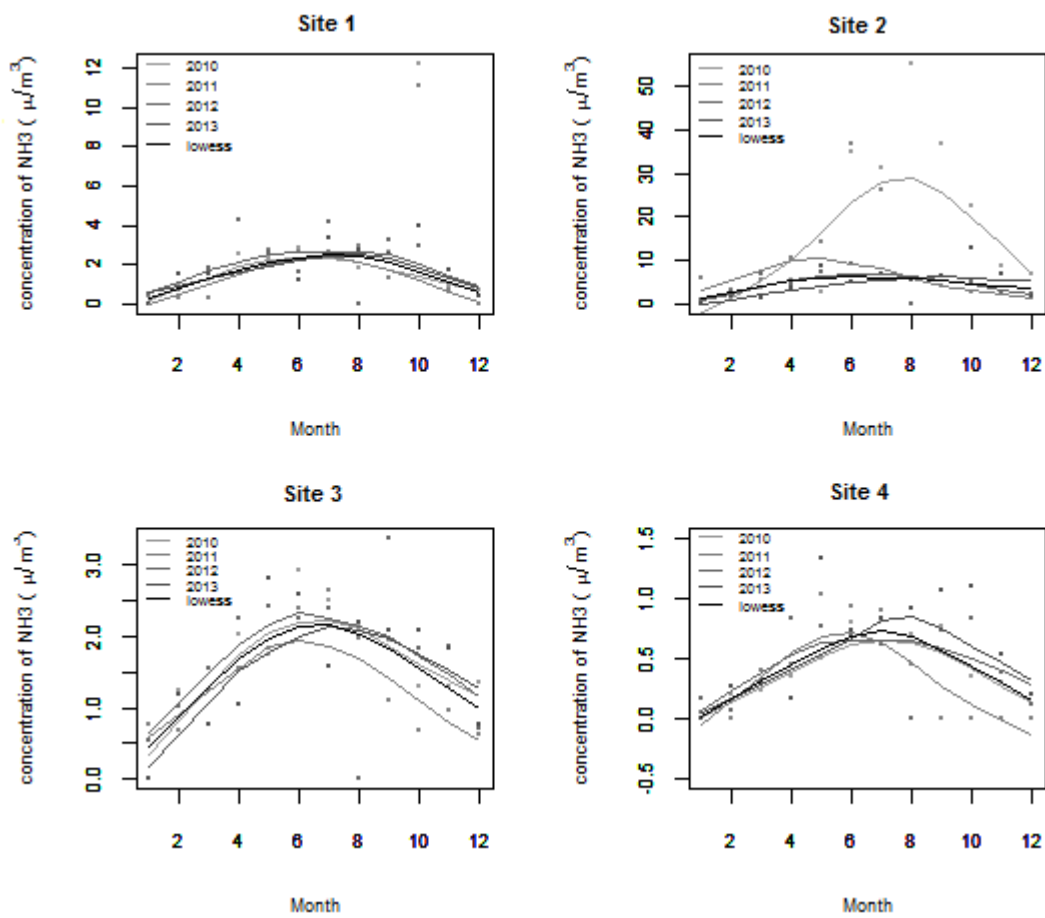 Site 1
concentration of NH3 ( μ/m³)
12
10
8
6
4
2
0
2010
2011
2012
2013
lowess
2 4 6 8 10 12
Month
Site 2
concentration of NH3 ( μ/m³)
50
40
30
20
10
0
2010
2011
2012
2013
lowess
2 4 6 8 10 12
Month
Site 3
concentration of NH3 ( μ/m³)
3.0
2.0
1.0
0.0
2010
2011
2012
2013
lowess
2 4 6 8 10 12
Month
Site 4
concentration of NH3 ( μ/m³)
1.5
1.0
0.5
0.0
-0.5
2010
2011
2012
2013
lowess
2 4 6 8 10 12
Month